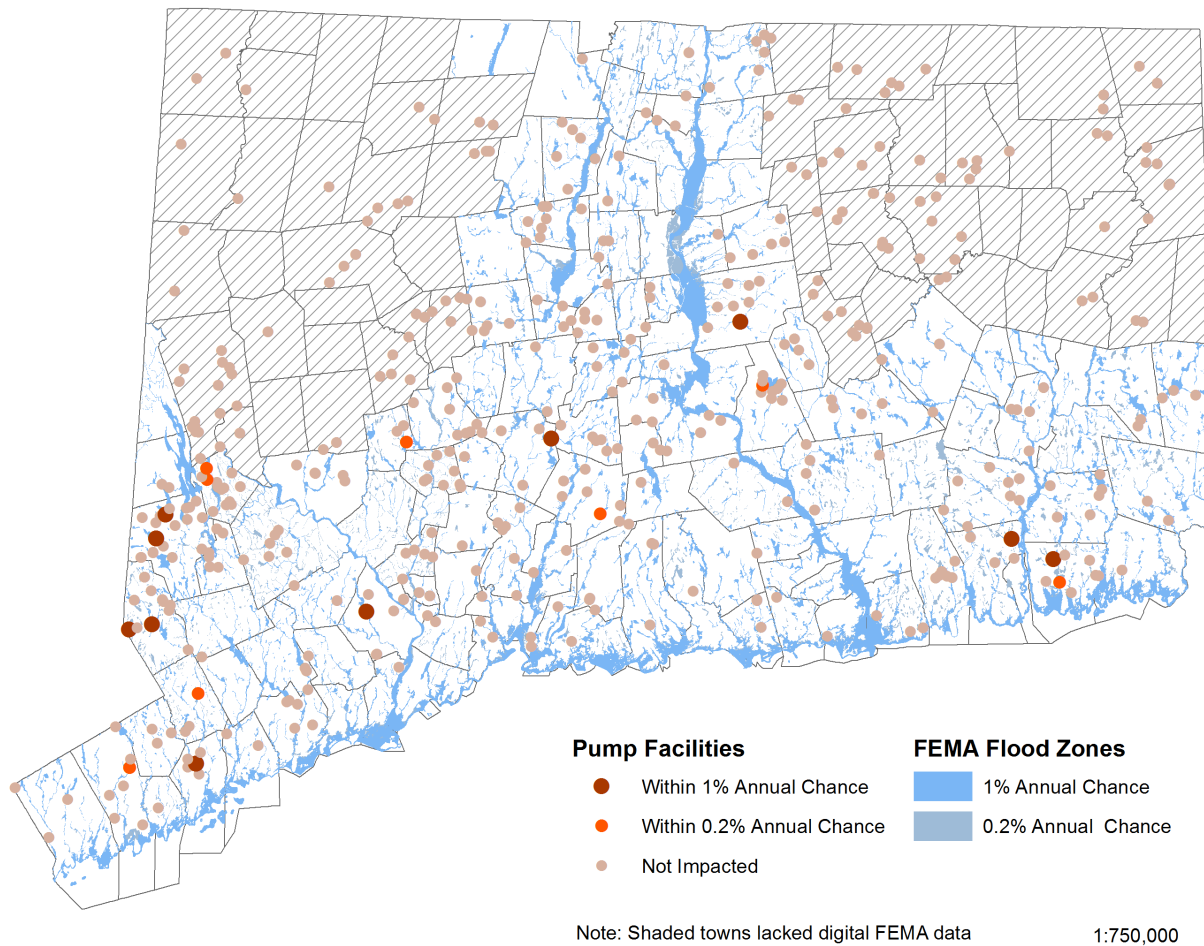 Pump Facilities
Within 1% Annual Chance
Within 0.2% Annual Chance
Not Impacted
FEMA Flood Zones
1% Annual Chance
0.2% Annual  Chance
Note: Shaded towns lacked digital FEMA data
1:750,000